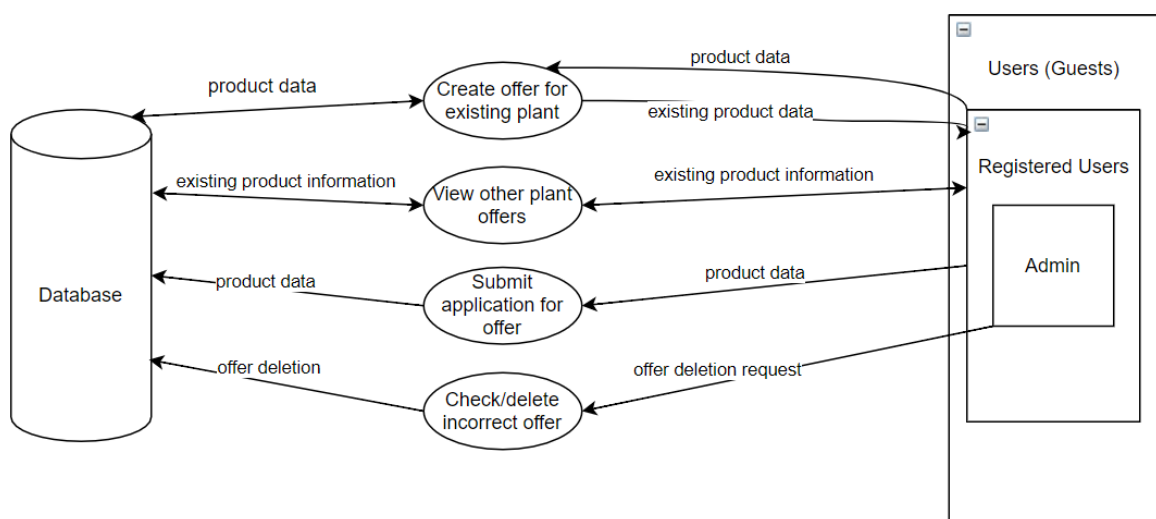 product data
Users (Guests)
product data
Create offer for
existing plant
existing product data
Registered Users
existing product information
existing product information
View other plant
offers
Admin
product data
product data
Submit
application for
offer
Database
offer deletion
offer deletion request
Check/delete
incorrect offer